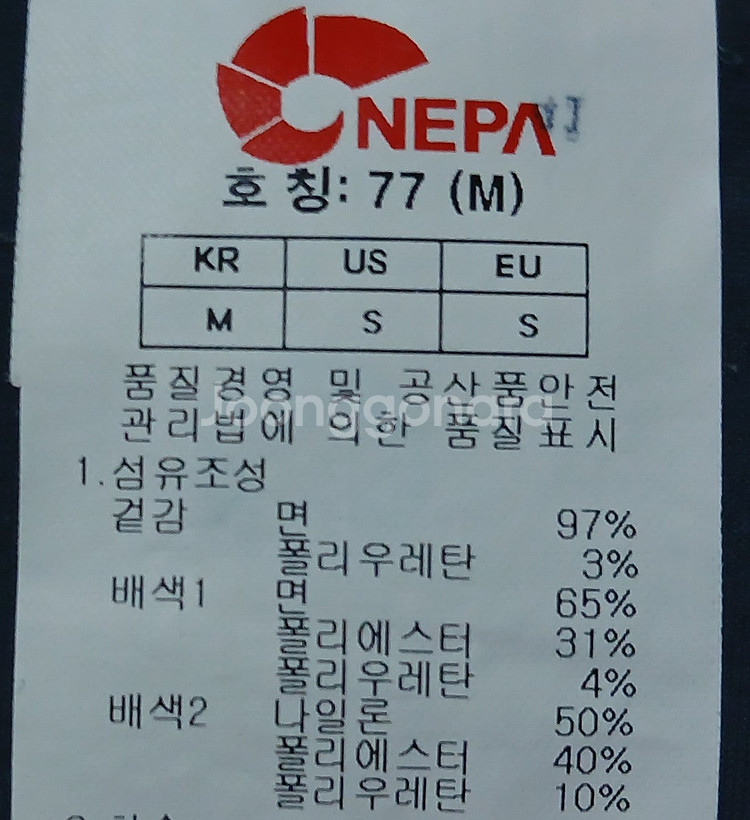 NEPA
호 칭: 77 (M)
KR US EU
M S S
품질경영 및 공사품안전
관리법에 의한 품질표시
Joonggonara
1.섬유조성
겉감 면 97%
폴리우레탄 3%
배색1 면 65%
폴리에스터 31%
폴리우레탄 4%
배색2 나일론 50%
폴리에스터 40%
폴리우레탄 10%